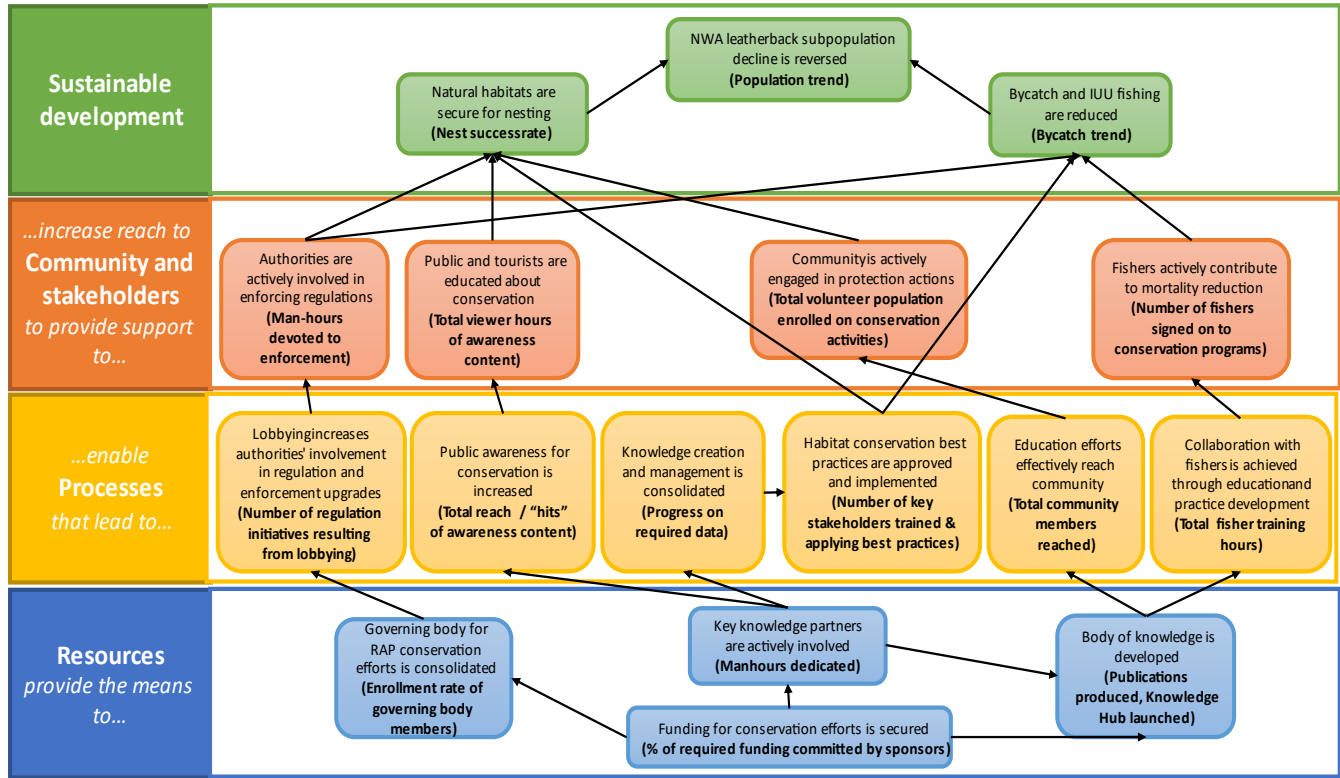 Sustainable
development
NWA leatherback subpopulation
decline is reversed
(Population trend)
Natural habitats are
secure for nesting
(Nest successrate)
Bycatch and IUU fishing
are reduced
(Bycatch trend)
...increase reach to
Community and
stakeholders
to provide support
to...
Authorities are
actively involved in
enforcing regulations
(Man-hours
devoted to
enforcement)
Public and tourists are
educated about
conservation
(Total viewer hours
of awareness
content)
Communityis actively
engaged in protection actions
(Total volunteer population
enrolled on conservation
activities)
Fishers actively contribute
to mortality reduction
(Number of fishers
signed on to
conservation programs)
...enable
Processes
that lead to...
Lobbyingincreases
authorities' involvement
in regulation and
enforcement upgrades
(Number of regulation
initiatives resulting
from lobbying)
Public awareness for
conservation is
increased
(Total reach / “hits”
of awareness content)
Knowledge creation
and management is
consolidated
(Progress on
required data)
Habitat conservation best
practices are approved
and implemented
(Number of key
stakeholders trained &
applying best practices)
Education efforts
effectively reach
community
(Total community
members
reached)
Collaboration with
fishers is achieved
through educationand
practice development
(Total fisher training
hours)
Resources
provide the means
to...
Governing body for
RAP conservation
efforts is consolidated
(Enrollment rate of
governing body
members)
Key knowledge partners
are actively involved
(Manhours dedicated)
Body of knowledge is
developed
(Publications
produced, Knowledge
Hub launched)
Funding for conservation efforts is secured
(% of required funding committed by sponsors)